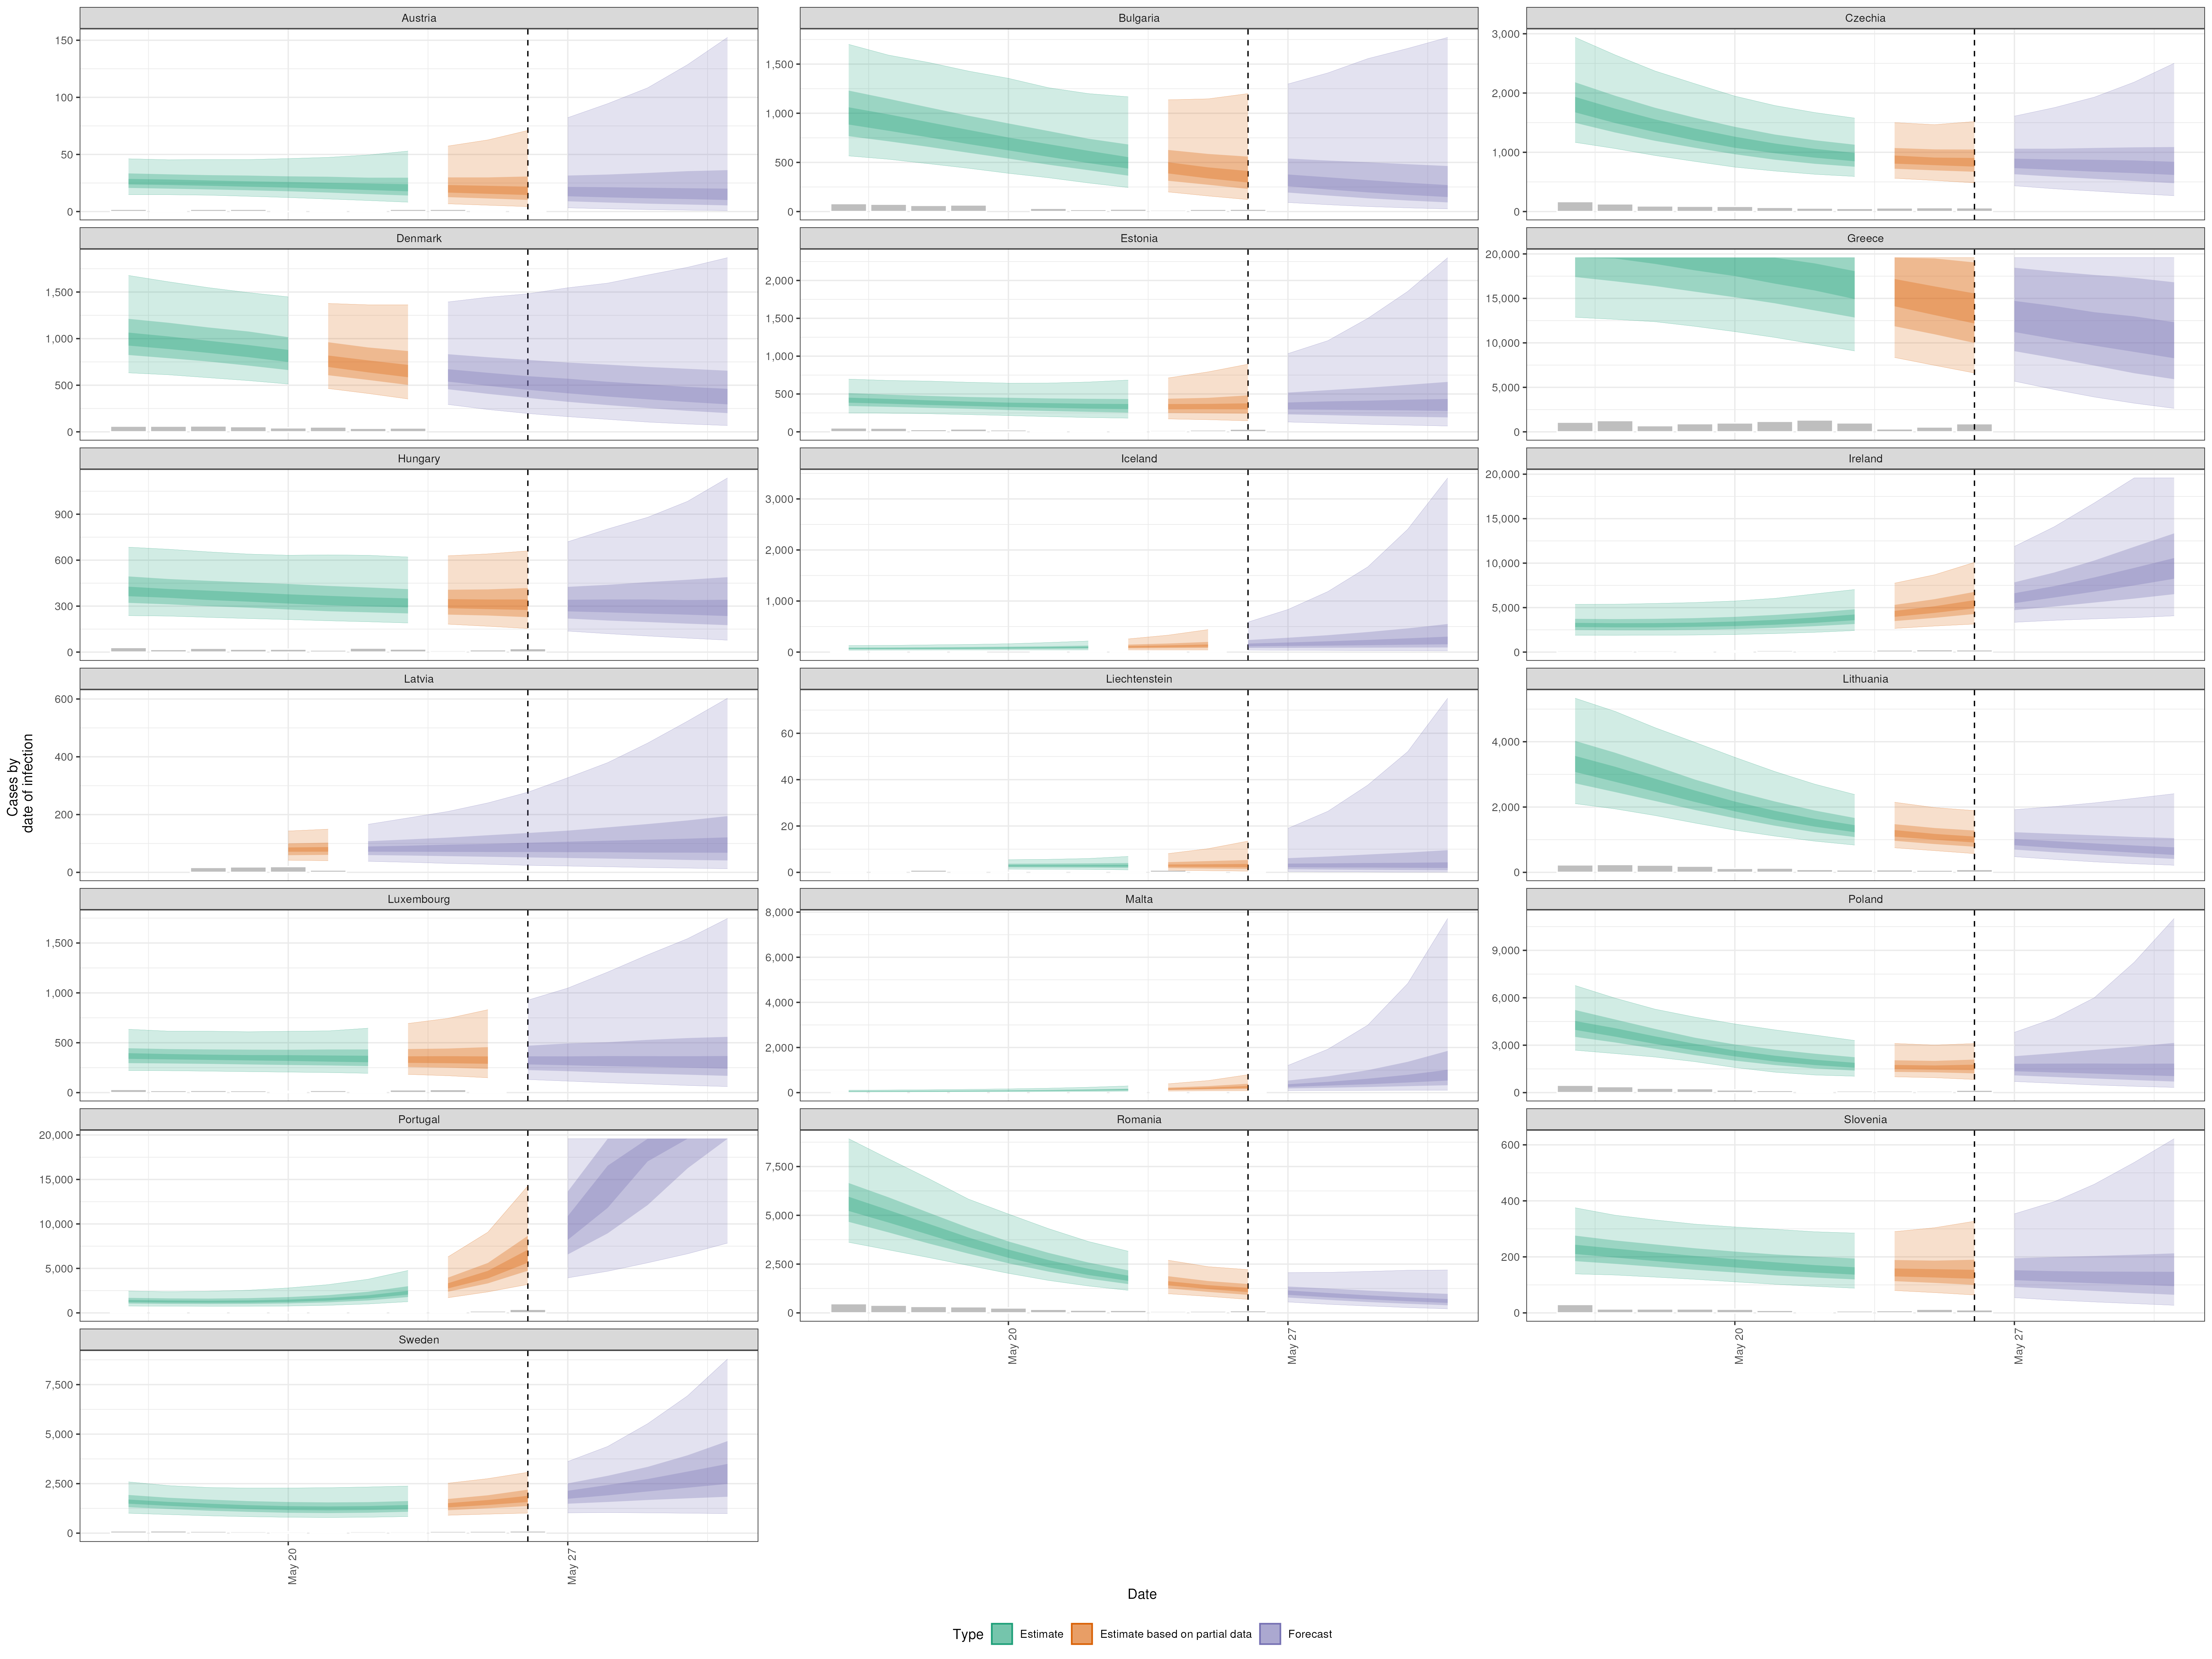 Austria
Bulgaria
Czechia
150
100
50
0
1,500
1,000
500
0
3,000
2,000
1,000
0
Denmark
Estonia
Greece
1,500
1,000
500
0
2,000
1,500
1,000
500
0
20,000
15,000
10,000
5,000
0
Hungary
Iceland
Ireland
900
600
300
0
3,000
2,000
1,000
0
20,000
15,000
10,000
5,000
0
Latvia
Liechtenstein
Lithuania
600
400
200
0
60
40
20
0
4,000
2,000
0
Cases by
date of infection
Luxembourg
Malta
Poland
1,500
1,000
500
0
8,000
6,000
4,000
2,000
0
9,000
6,000
3,000
0
Portugal
Romania
Slovenia
20,000
15,000
10,000
5,000
0
7,500
5,000
2,500
0
600
400
200
0
May 20
May 27
May 20
May 27
Sweden
7,500
5,000
2,500
0
May 20
May 27
Date
Type Estimate Estimate based on partial data Forecast